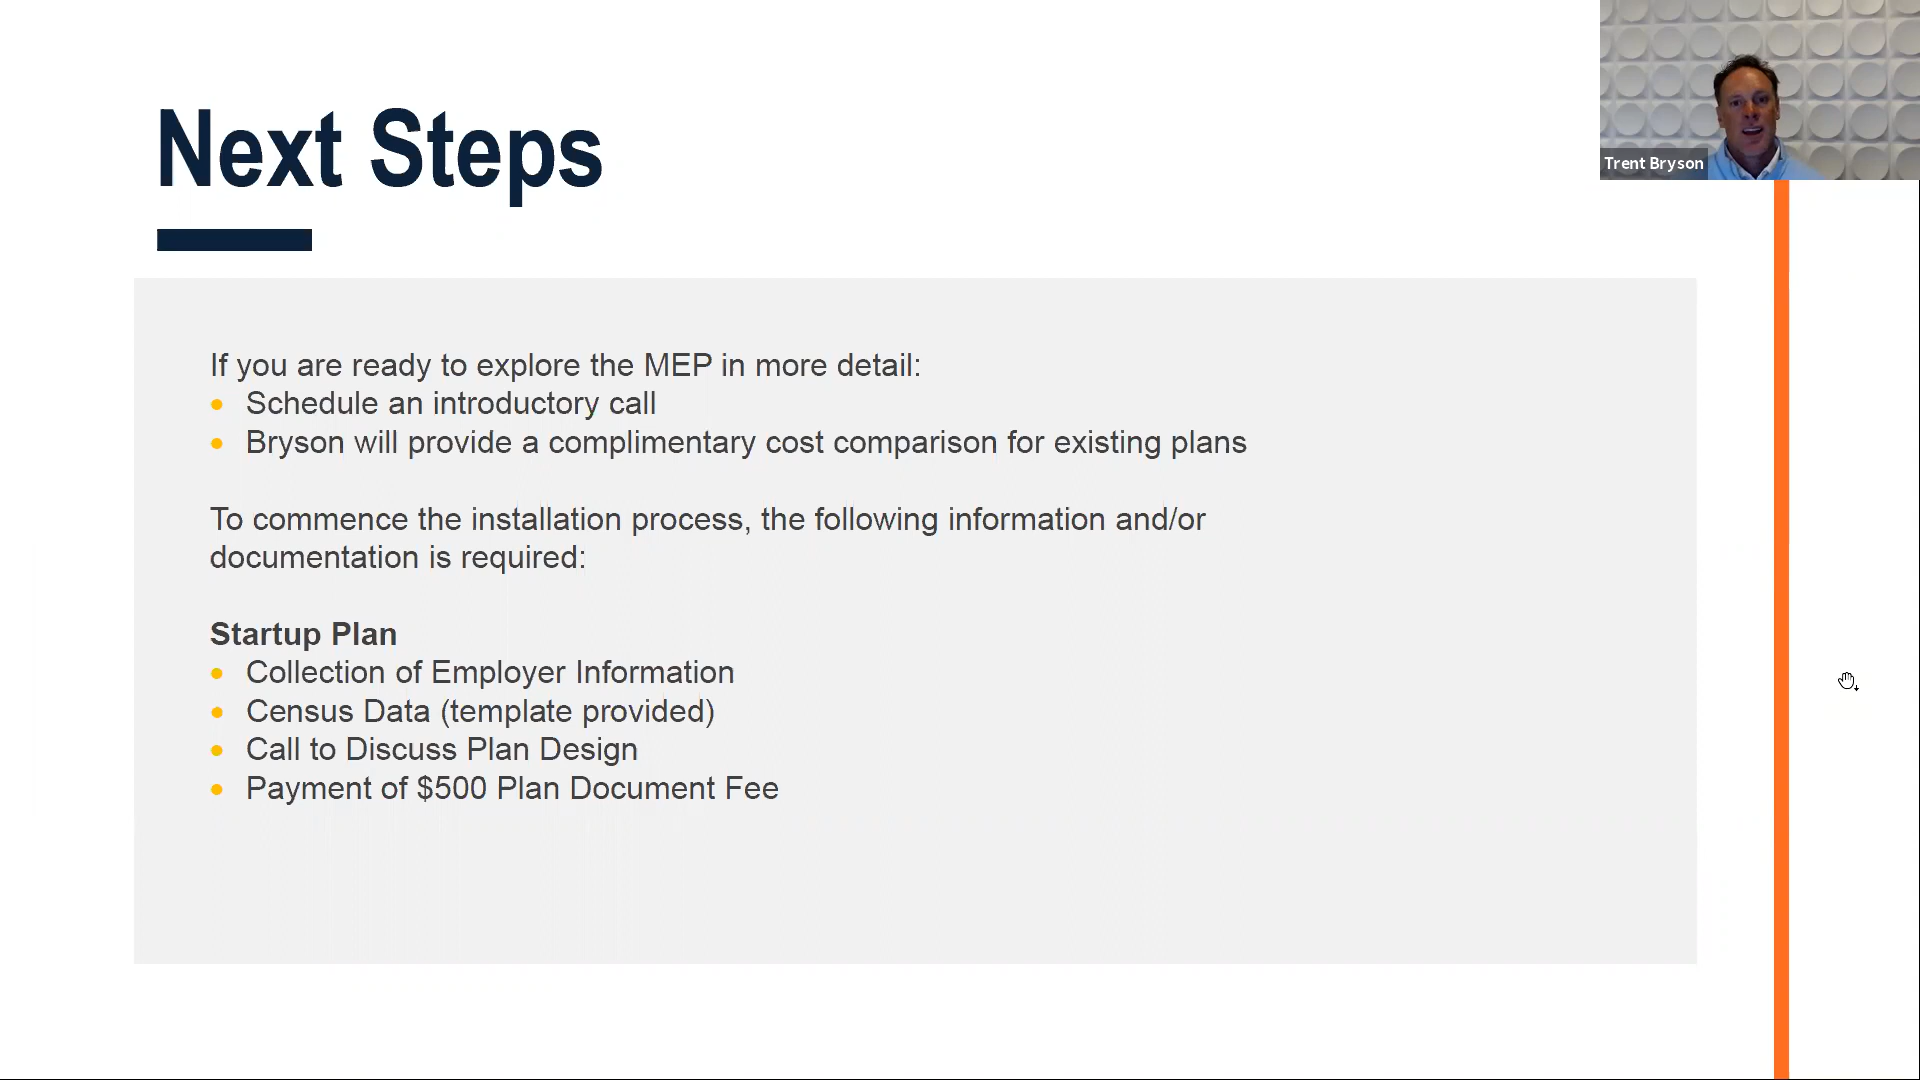 Next Steps
Trent Bryson
If you are ready to explore the MEP in more detail:
• Schedule an introductory call
• Bryson will provide a complimentary cost comparison for existing plans
To commence the installation process, the following information and/or
documentation is required:
Startup Plan
• Collection of Employer Information
• Census Data (template provided)
• Call to Discuss Plan Design
• Payment of $500 Plan Document Fee